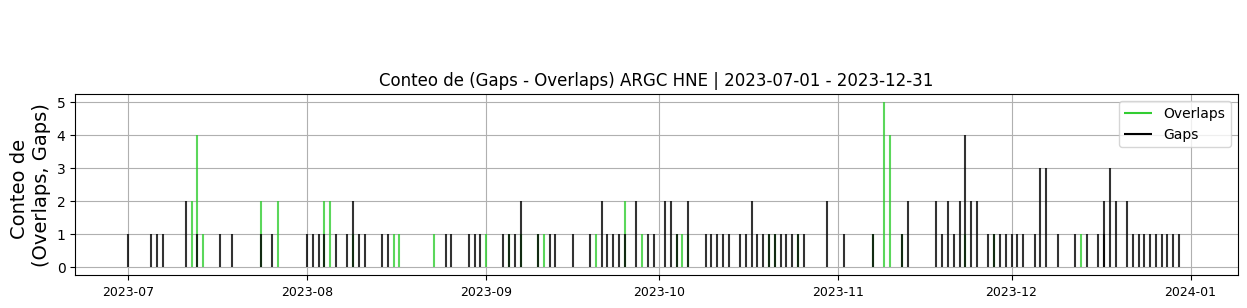 Conteo de (Gaps - Overlaps) ARGC HNE | 2023-07-01 - 2023-12-31
Conteo de
(Overlaps, Gaps)
5
4
3
2
1
0
Overlaps
Gaps
2023-07
2023-08
2023-09
2023-10
2023-11
2023-12
2024-01